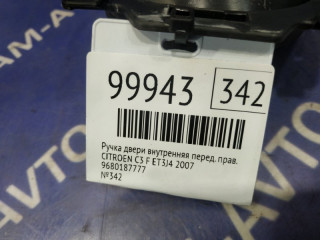 99943 342
Ручка двери внутренняя перед. прав.
CITROEN C3 F ET3J4 2007
9680187777
№342